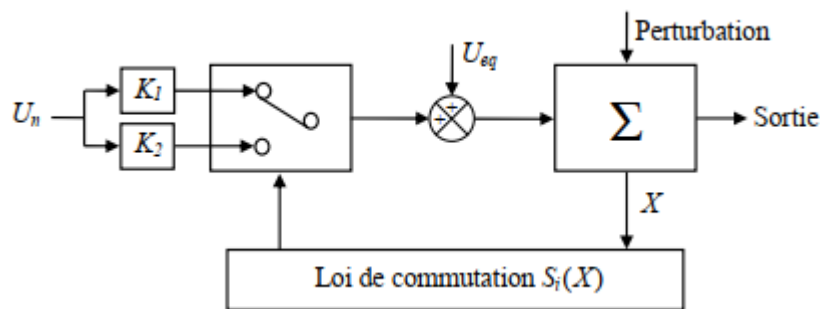 Perturbation
U_eq
K_1
U_n
K_2
+
+
Σ
Sortie
X
Loi de commutation S_i(X)